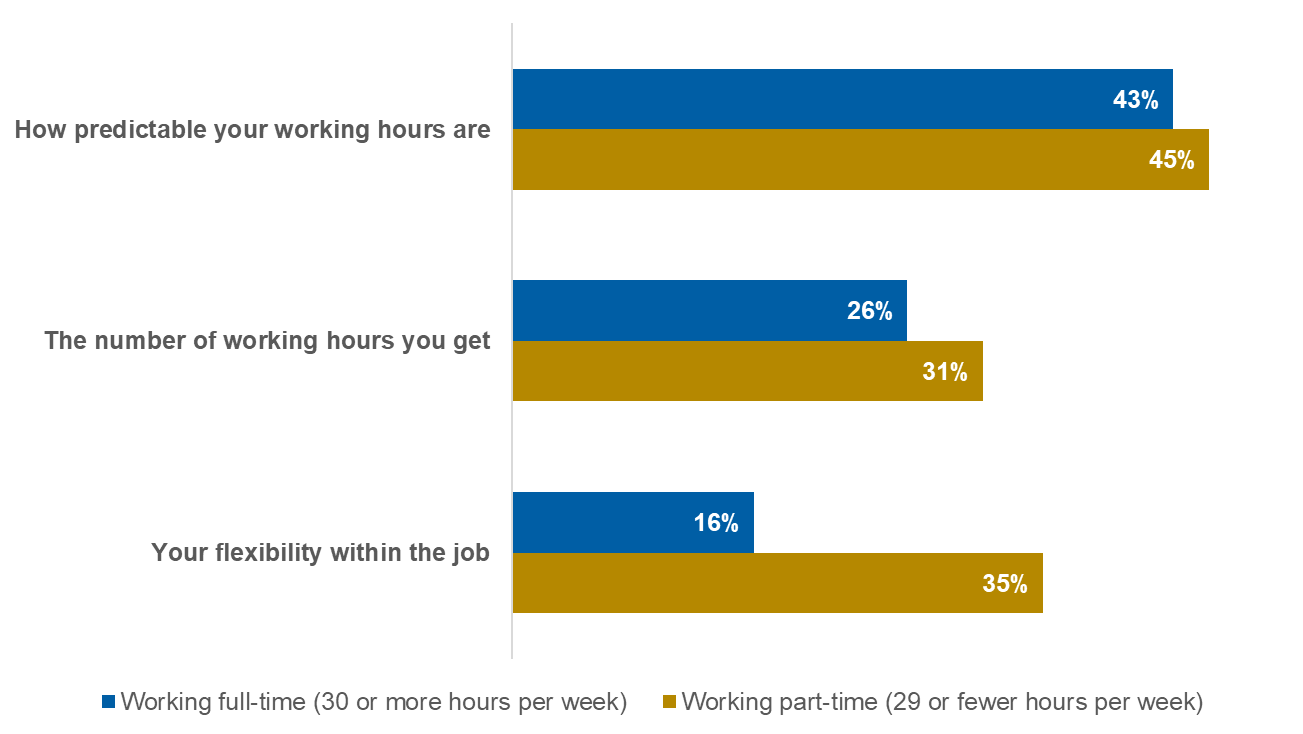 How predictable your working hours are
43%
45%
The number of working hours you get
26%
31%
Your flexibility within the job
16%
35%
Working full-time (30 or more hours per week)
Working part-time (29 or fewer hours per week)